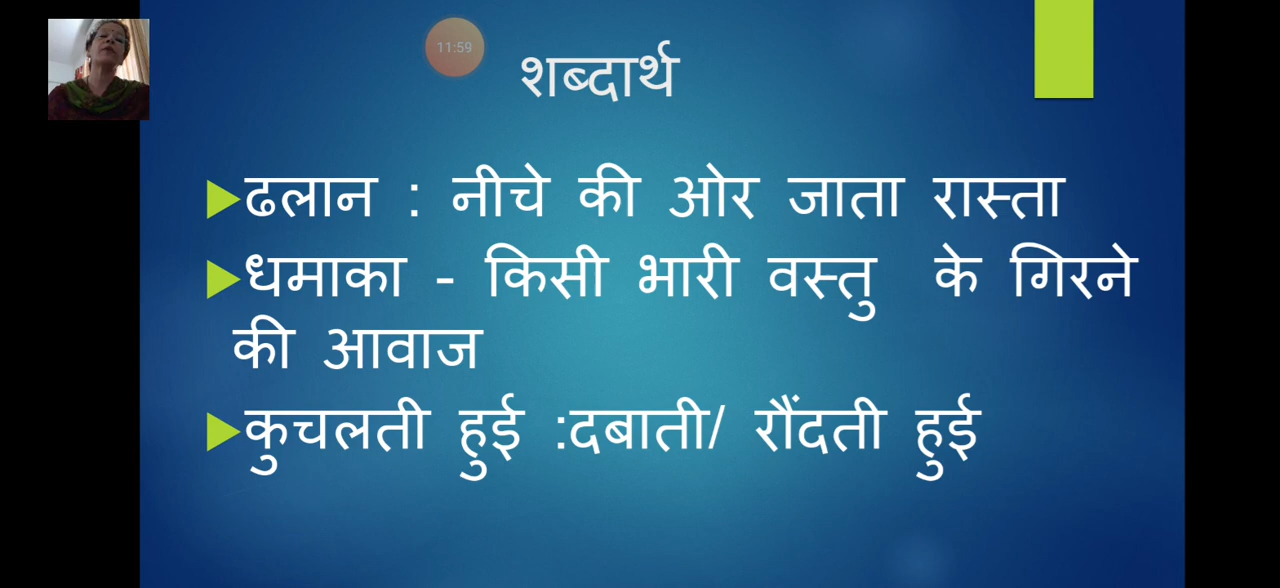 11:59
शब्दार्थ
ढलान : नीचे की ओर जाता रास्ता
धमाका - किसी भारी वस्तु के गिरने
की आवाज
कुचलती हुई :दबाती/ रौंदती हुई